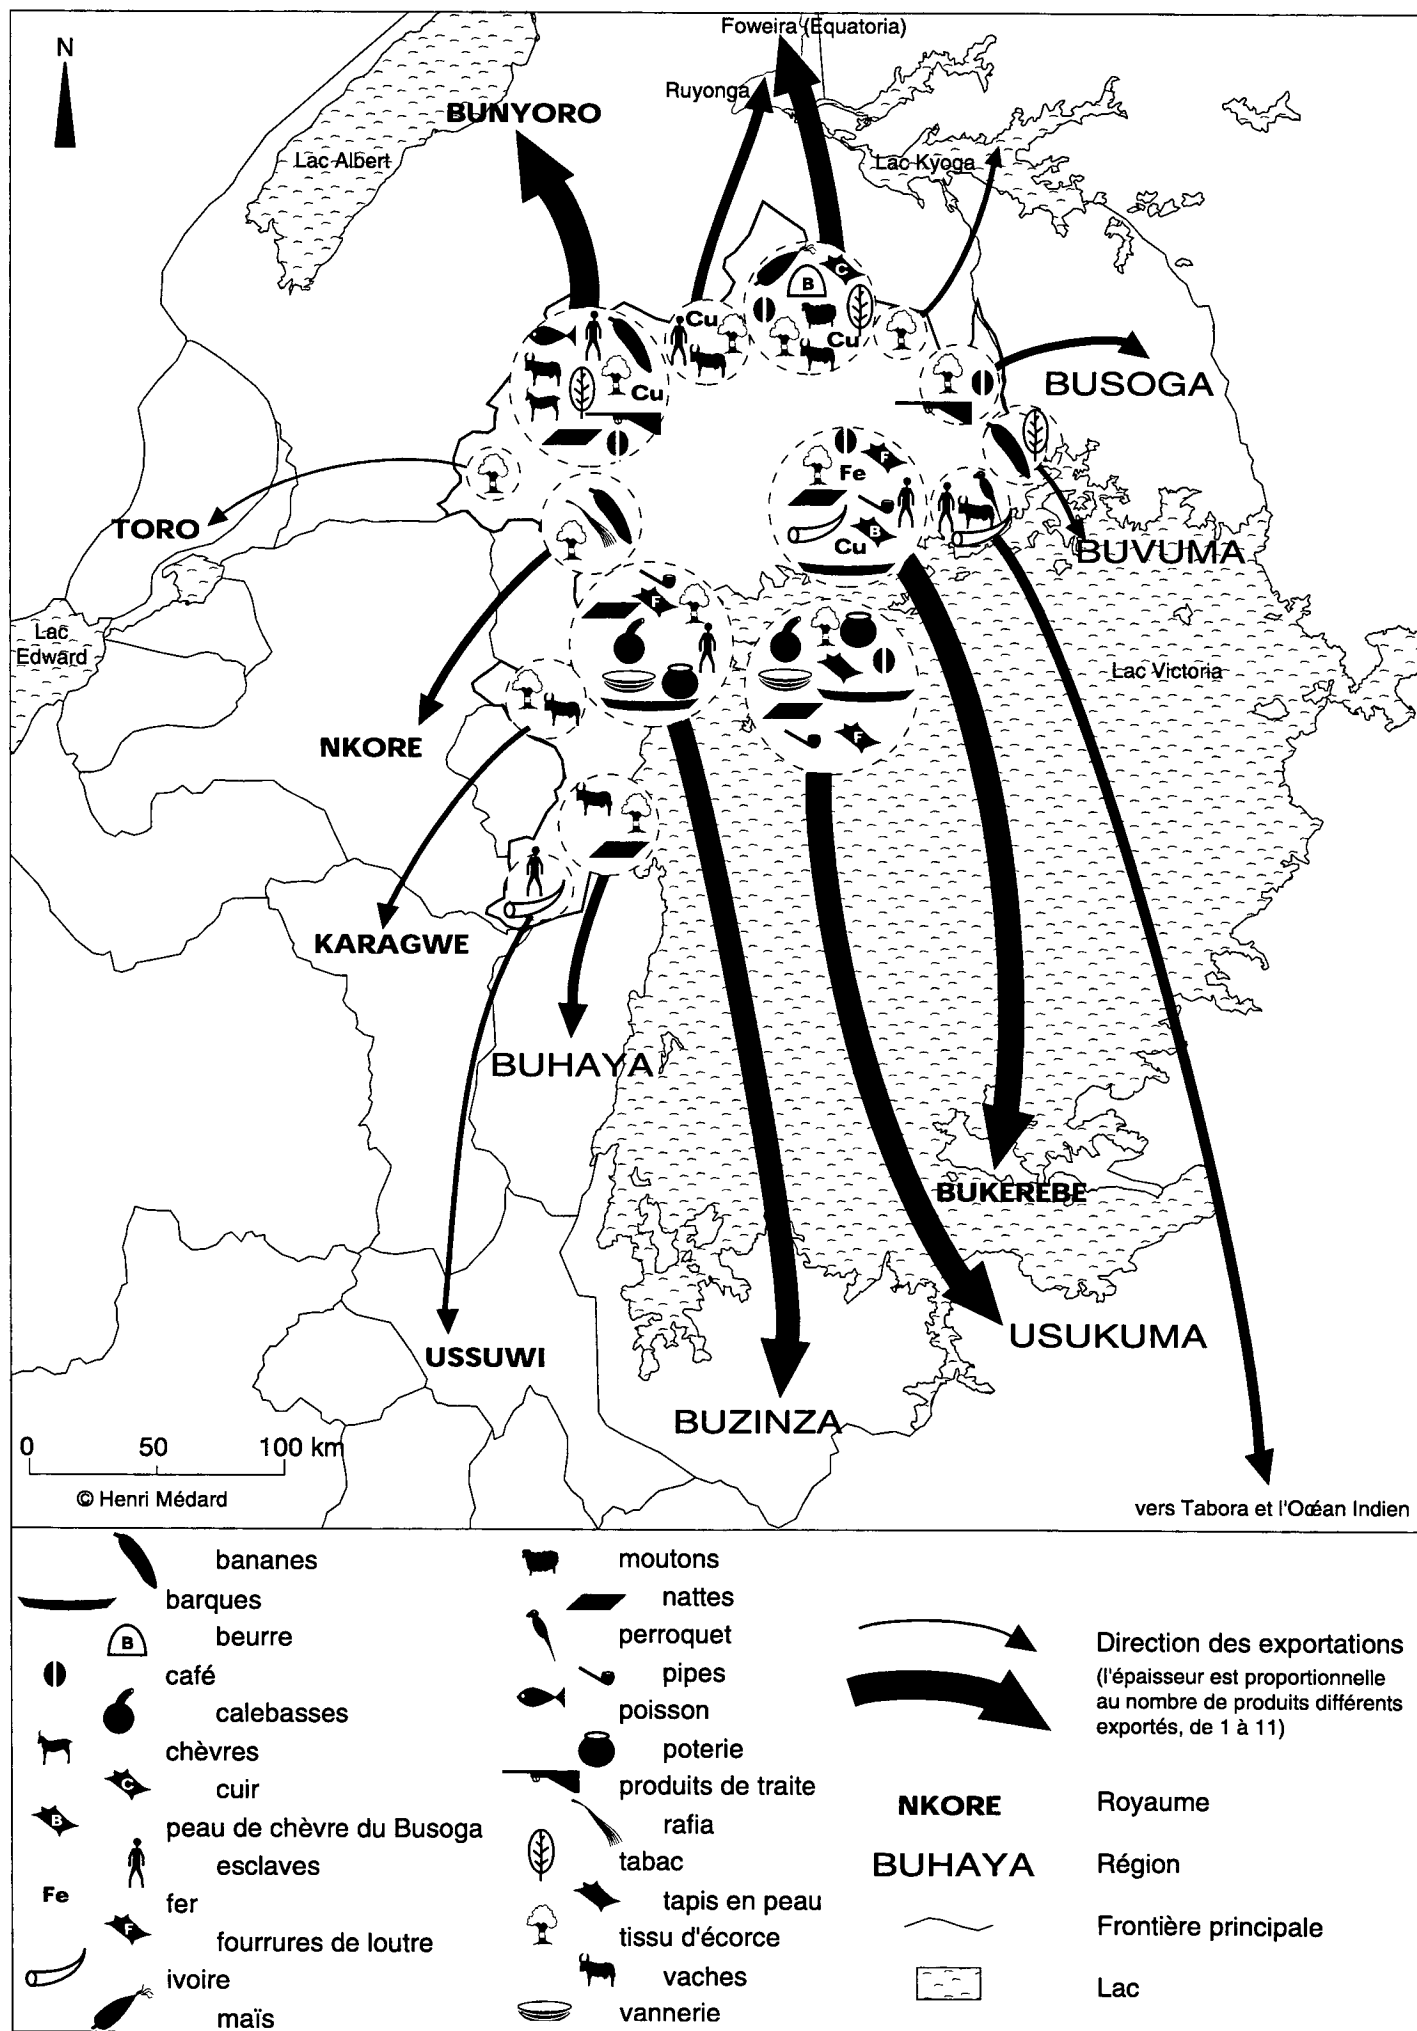 Foweira (Equatoria)
N
Ruyonga
BUNYORO
Lac Albert
Lac Kyoga
C
B
Cu
Cu
Cu
BUSOGA
F
Fe
TORO
B
Cu
BUVUMA
F
Lac
Edward
Lac Victoria
NKORE
F
KARAGWE
BUHAYA
BUKEREBE
USUKUMA
USSUWI
BUZINZA
0 50 100 km
© Henri Médard
vers Tabora et l'Océan Indien
bananes
barques
B beurre
café
calebasses
chèvres
C cuir
B peau de chèvre du Busoga
esclaves
Fe fer
F fourrures de loutre
ivoire
maïs
moutons
nattes
perroquet
pipes
poisson
poterie
produits de traite
rafia
tabac
tapis en peau
tissu d'écorce
vaches
vannerie
Direction des exportations
(l'épaisseur est proportionnelle
au nombre de produits différents
exportés, de 1 à 11)
NKORE Royaume
BUHAYA Région
Frontière principale
Lac